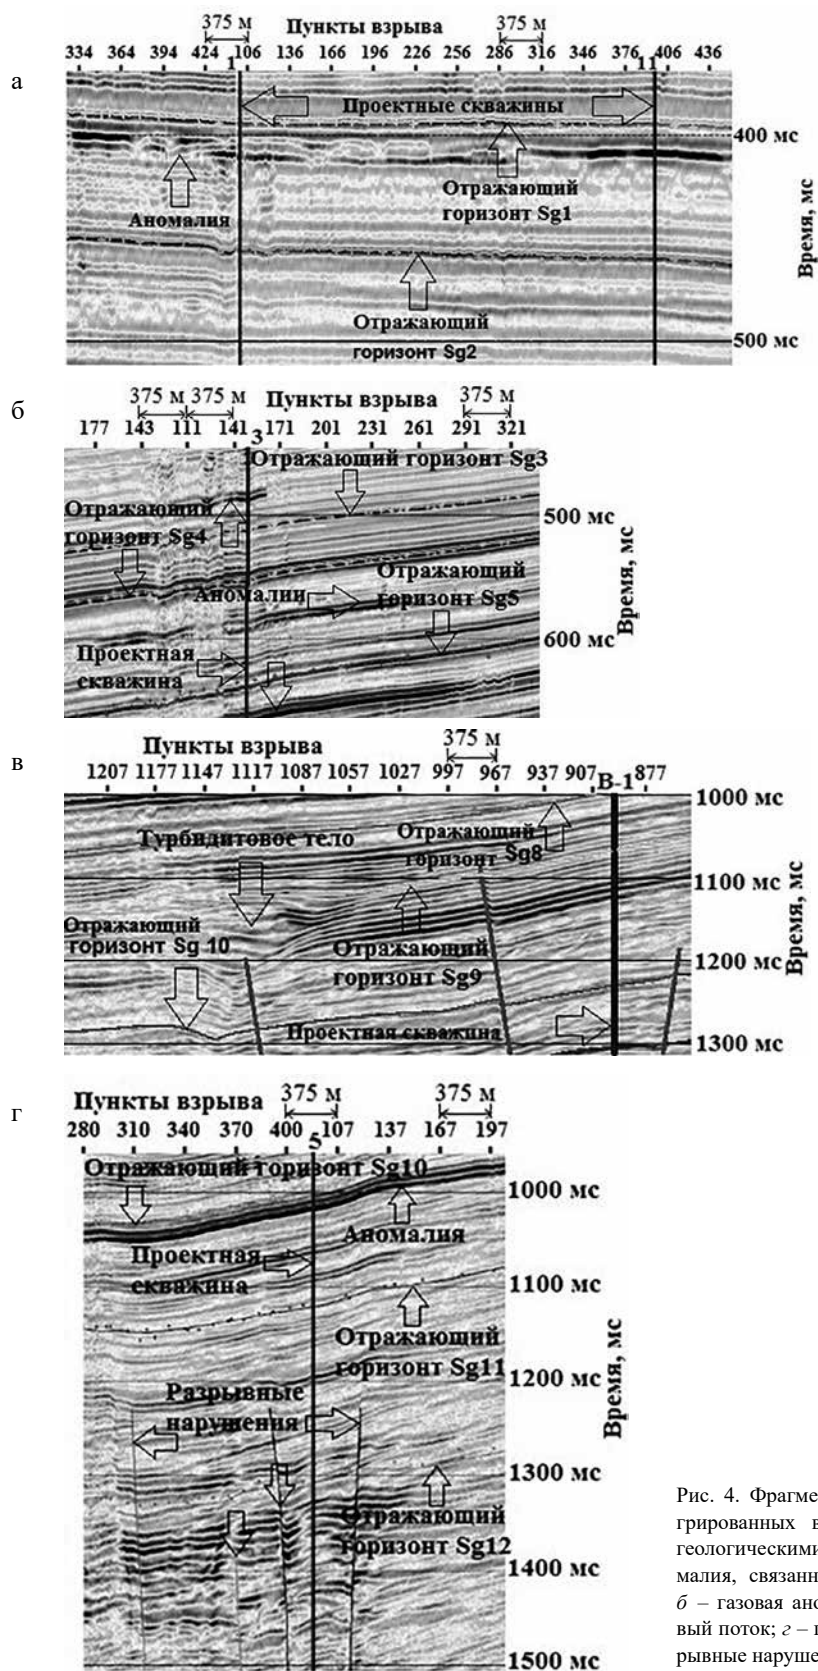 а
375 м Пункты взрыва 375 м
334 364 394 424 1 106 136 166 196 226 256 286 316 346 376 11 406 436
Проектные скважины
400 мс
Отражающий
горизонт Sg1
Аномалия
Время, мс
Отражающий
горизонт Sg2
500 мс
б
375 м 375 м Пункты взрыва 375 м
177 143 111 141 3 171 201 231 261 291 321
Отражающий горизонт Sg3
Отражающий
горизонт Sg4
500 мс
Аномалии
Отражающий
горизонт Sg5
Проектная
скважина
600 мс
Время, мс
в
Пункты взрыва 375 м
1207 1177 1147 1117 1087 1057 1027 997 967 937 907 В-1 877
1000 мс
Турбидитовое тело
Отражающий
горизонт Sg8
1100 мс
Отражающий
горизонт Sg 10
Отражающий
горизонт Sg9
1200 мс
Проектная скважина
1300 мс
Время, мс
г
Пункты взрыва 375 м 375 м
280 310 340 370 400 5 107 137 167 197
Отражающий горизонт Sg10
1000 мс
Аномалия
Проектная
скважина
1100 мс
Отражающий
горизонт Sg11
1200 мс
Разрывные
нарушения
1300 мс
Отражающий
горизонт Sg12
1400 мс
1500 мс
Время, мс
Рис. 4. Фрагме
грированных в
геологическими
малия, связанн
б – газовая ано
вый поток; г – п
рывные наруше